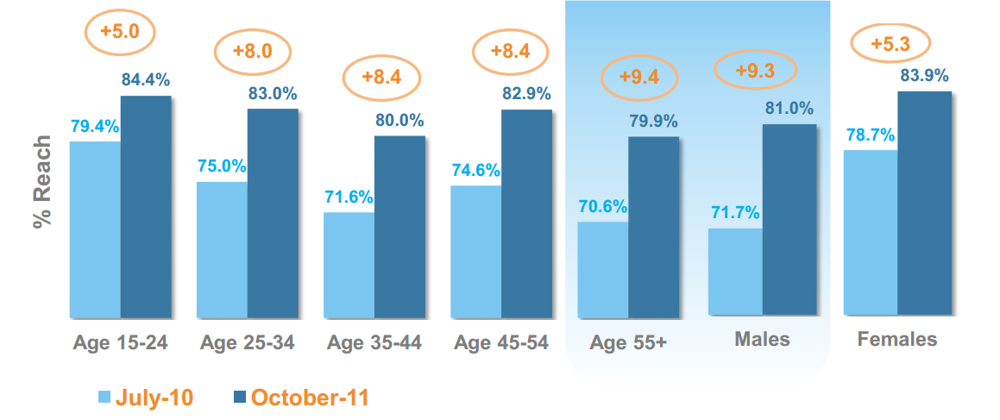 +5.0
+8.0
+8.4
+8.4
+9.4
+9.3
+5.3
79.4%
84.4%
75.0%
83.0%
71.6%
80.0%
74.6%
82.9%
70.6%
79.9%
71.7%
81.0%
78.7%
83.9%
% Reach
Age 15-24
Age 25-34
Age 35-44
Age 45-54
Age 55+
Males
Females
July-10
October-11